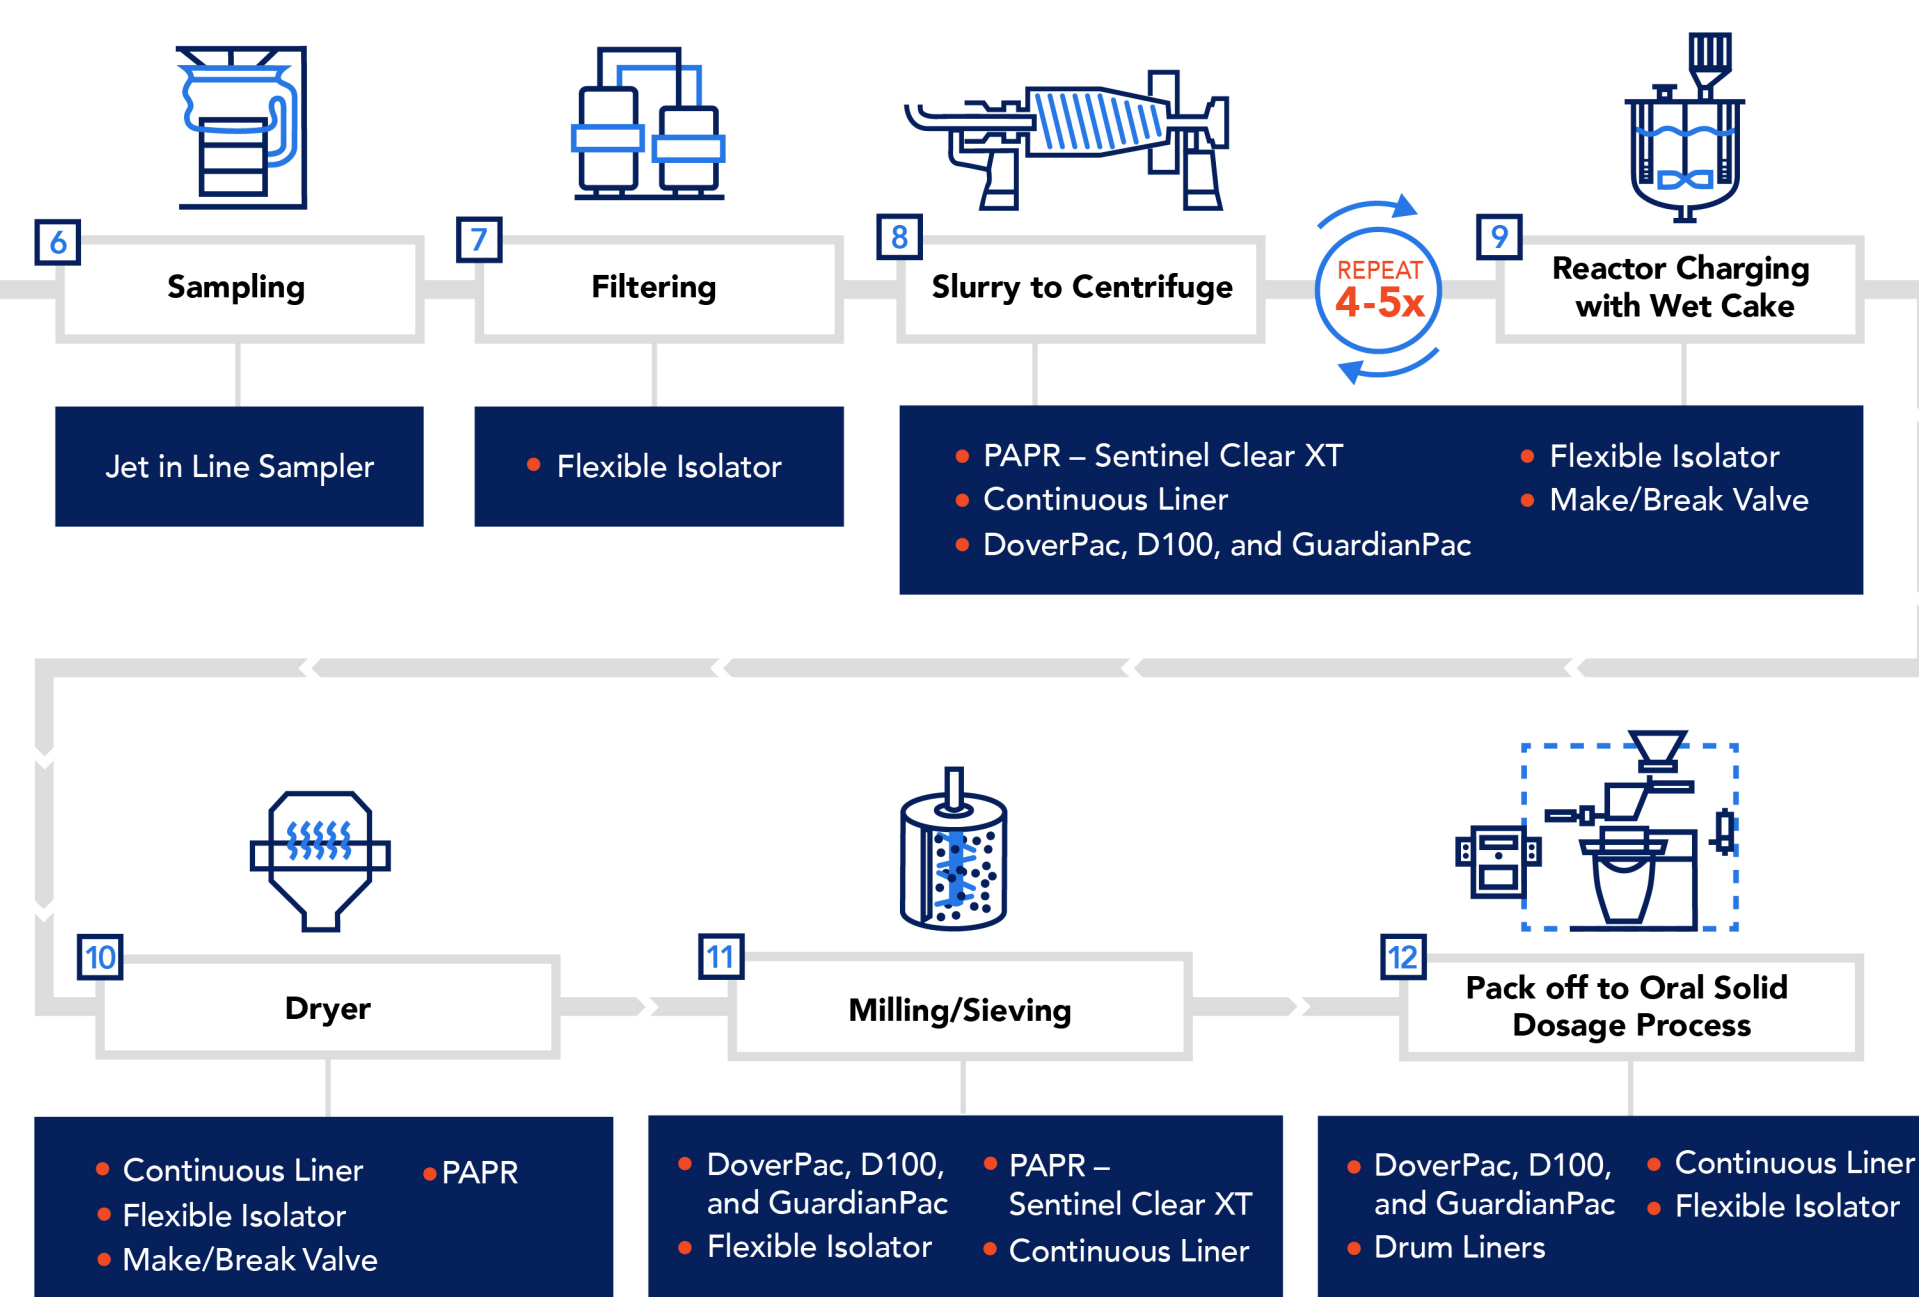 6
Sampling
Jet in Line Sampler
7
Filtering
Flexible Isolator
8
Slurry to Centrifuge
REPEAT
4-5x
9
Reactor Charging
with Wet Cake
PAPR – Sentinel Clear XT
Continuous Liner
DoverPac, D100, and GuardianPac
Flexible Isolator
Make/Break Valve
10
Dryer
Continuous Liner
Flexible Isolator
Make/Break Valve
PAPR
11
Milling/Sieving
DoverPac, D100,
and GuardianPac
Flexible Isolator
PAPR –
Sentinel Clear XT
Continuous Liner
12
Pack off to Oral Solid
Dosage Process
DoverPac, D100,
and GuardianPac
Drum Liners
Continuous Liner
Flexible Isolator